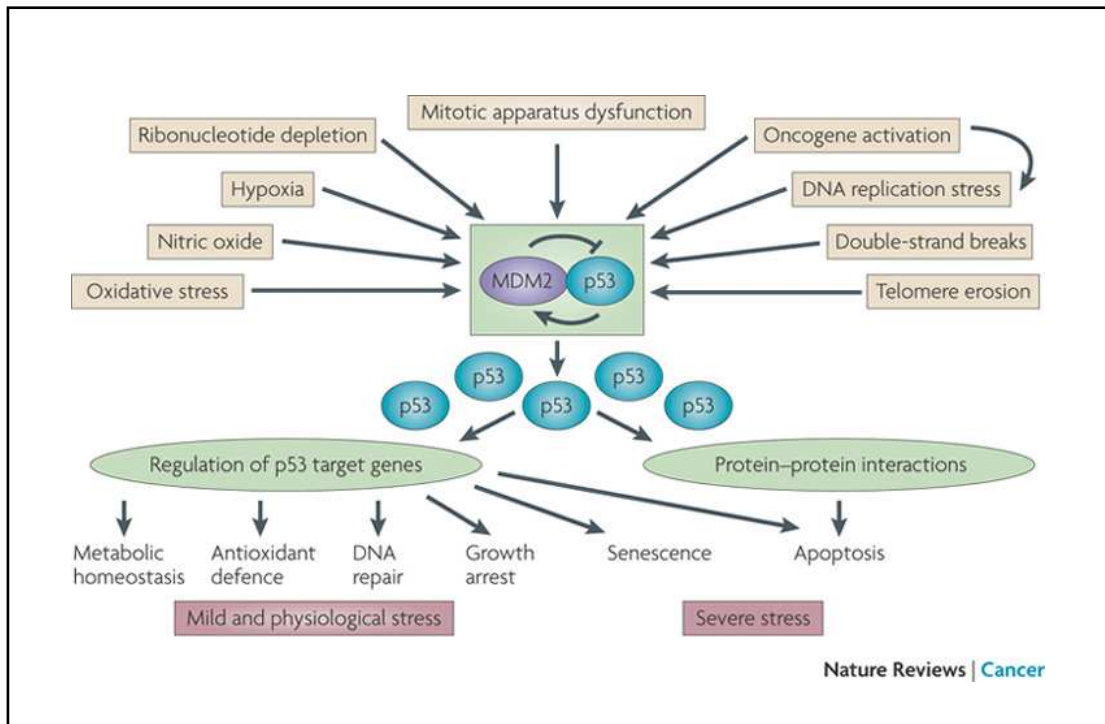 Mitotic apparatus dysfunction
Ribonucleotide depletion
Oncogene activation
Hypoxia
DNA replication stress
Nitric oxide
Double-strand breaks
Oxidative stress
Telomere erosion
MDM2
p53
p53
p53
p53
p53
p53
Regulation of p53 target genes
Protein–protein interactions
Metabolic
homeostasis
Antioxidant
defence
DNA
repair
Growth
arrest
Senescence
Apoptosis
Mild and physiological stress
Severe stress
Nature Reviews | Cancer